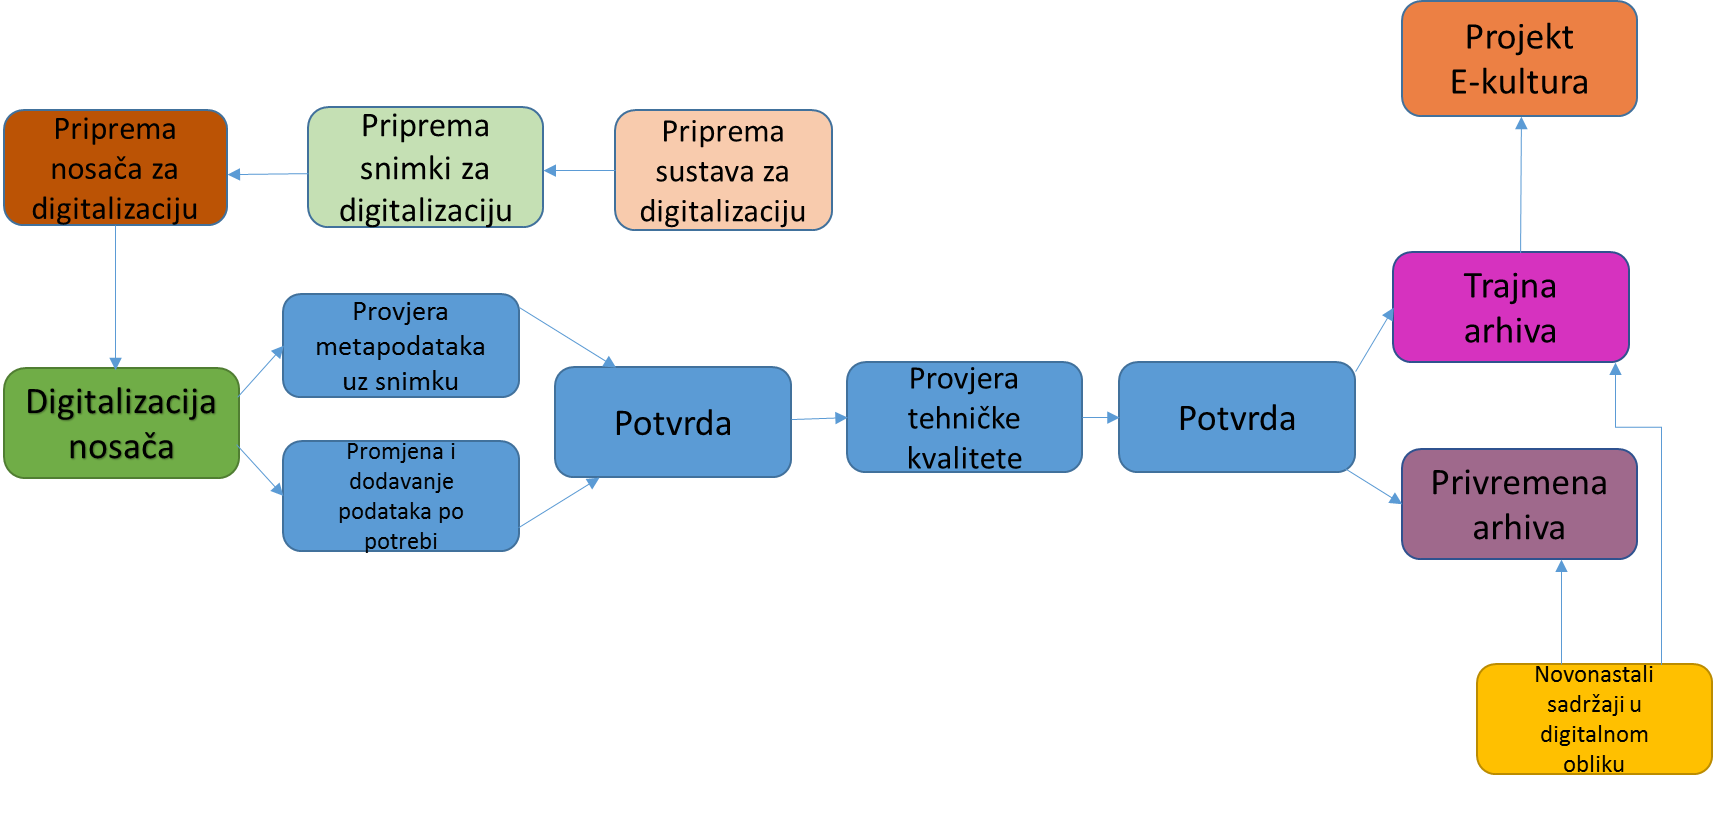 Projekt
E-kultura
Priprema
nosača za
digitalizaciju
Priprema
snimki za
digitalizaciju
Priprema
sustava za
digitalizaciju
Trajna
arhiva
Provjera
metapodataka
uz snimku
Digitalizacija
nosača
Potvrda
Provjera
tehničke
kvalitete
Potvrda
Promjena i
dodavanje
podataka po
potrebi
Privremena
arhiva
Novonastali
sadržaji u
digitalnom
obliku